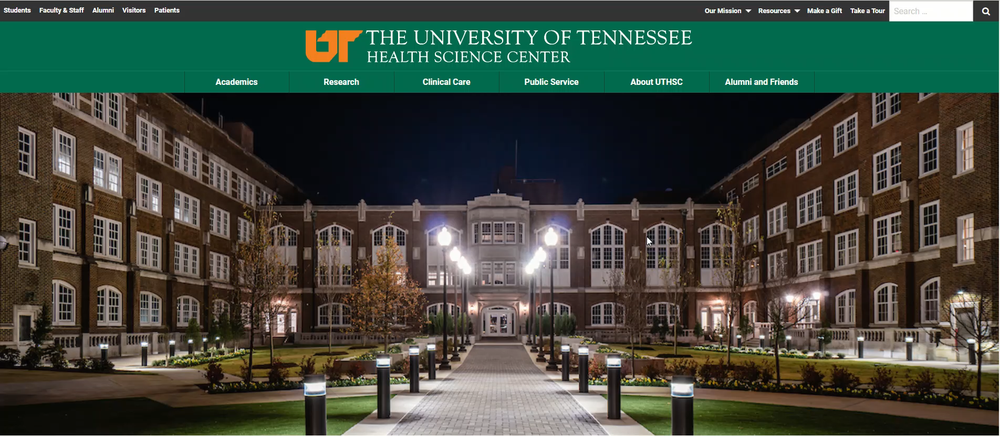 Students Faculty & Staff Alumni Visitors Patients Our Mission Resources Make a Gift Take a Tour Search ...
UT THE UNIVERSITY OF TENNESSEE
HEALTH SCIENCE CENTER
Academics Research Clinical Care Public Service About UTHSC Alumni and Friends